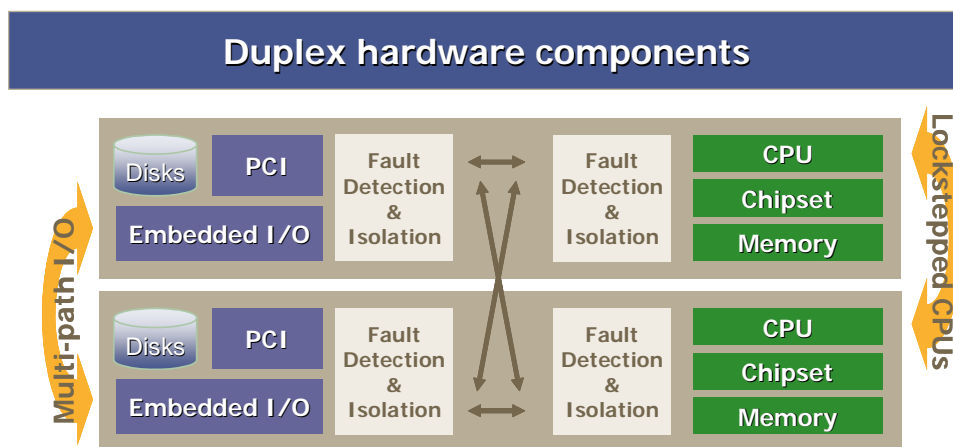 Duplex hardware components
Multi-path I/O
Disks
PCI
Embedded I/O
Fault
Detection
&
Isolation
Fault
Detection
&
Isolation
CPU
Chipset
Memory
Lockstepped CPUs
Disks
PCI
Embedded I/O
Fault
Detection
&
Isolation
Fault
Detection
&
Isolation
CPU
Chipset
Memory